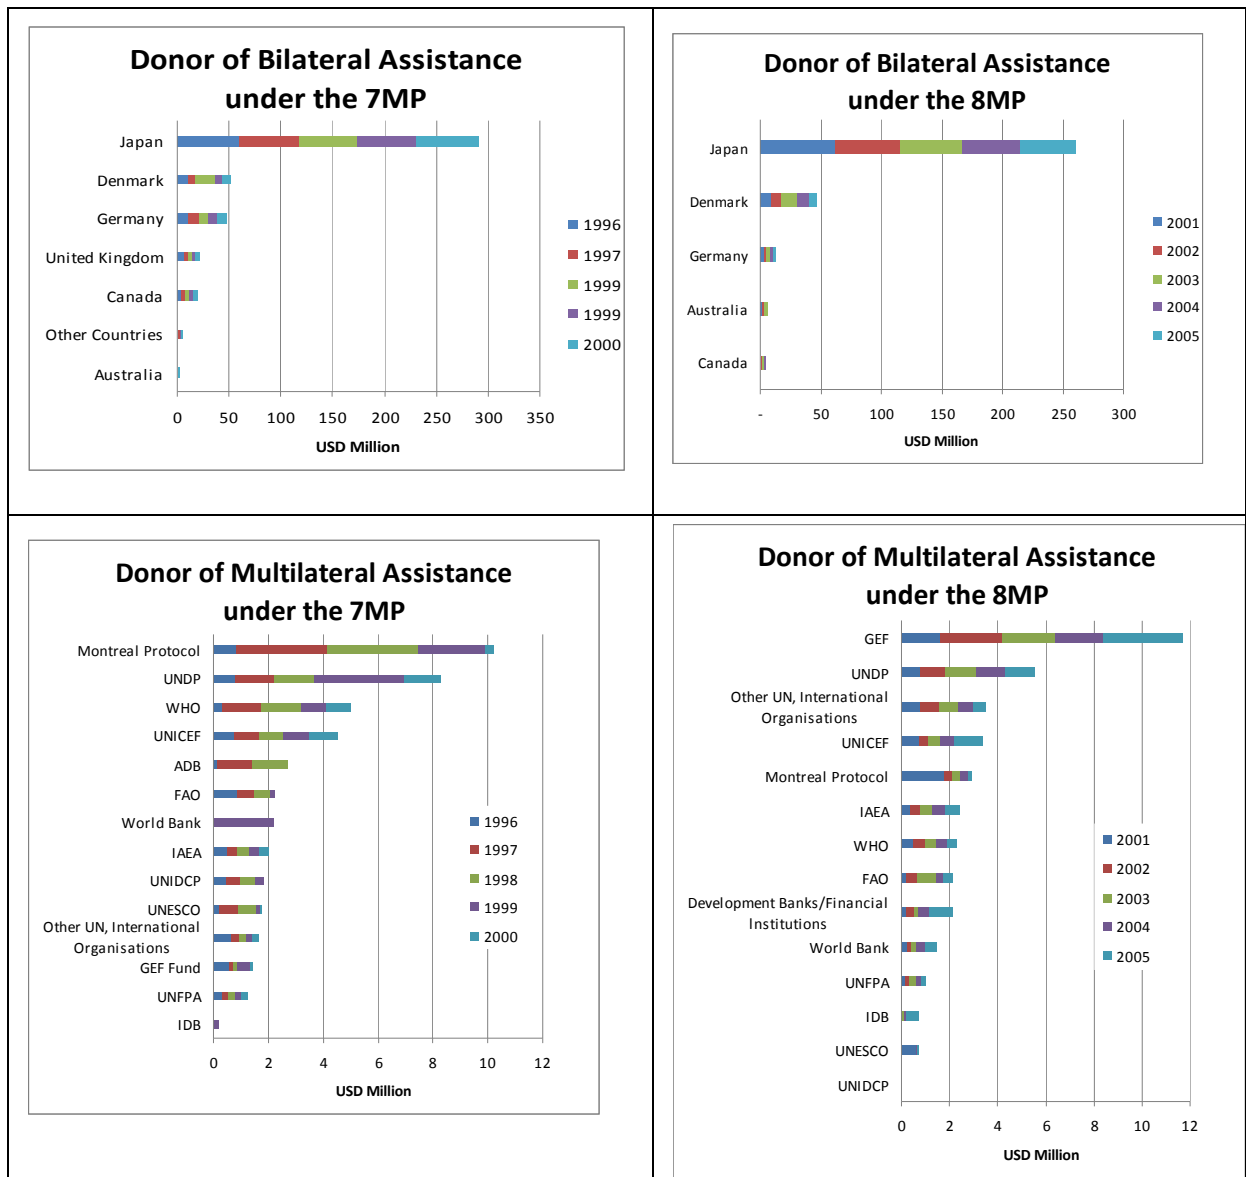 Donor of Bilateral Assistance
under the 7MP
Japan
Denmark
Germany
United Kingdom
Canada
Other Countries
Australia
0 50 100 150 200 250 300 350
USD Million
1996
1997
1999
1999
2000
Donor of Bilateral Assistance
under the 8MP
Japan
Denmark
Germany
Australia
Canada
- 50 100 150 200 250 300
USD Million
2001
2002
2003
2004
2005
Donor of Multilateral Assistance
under the 7MP
Montreal Protocol
UNDP
WHO
UNICEF
ADB
FAO
World Bank
IAEA
UNIDCP
UNESCO
Other UN, International
Organisations
GEF Fund
UNFPA
IDB
0 2 4 6 8 10 12
USD Million
1996
1997
1998
1999
2000
Donor of Multilateral Assistance
under the 8MP
GEF
UNDP
Other UN, International
Organisations
UNICEF
Montreal Protocol
IAEA
WHO
FAO
Development Banks/Financial
Institutions
World Bank
UNFPA
IDB
UNESCO
UNIDCP
0 2 4 6 8 10 12
USD Million
2001
2002
2003
2004
2005